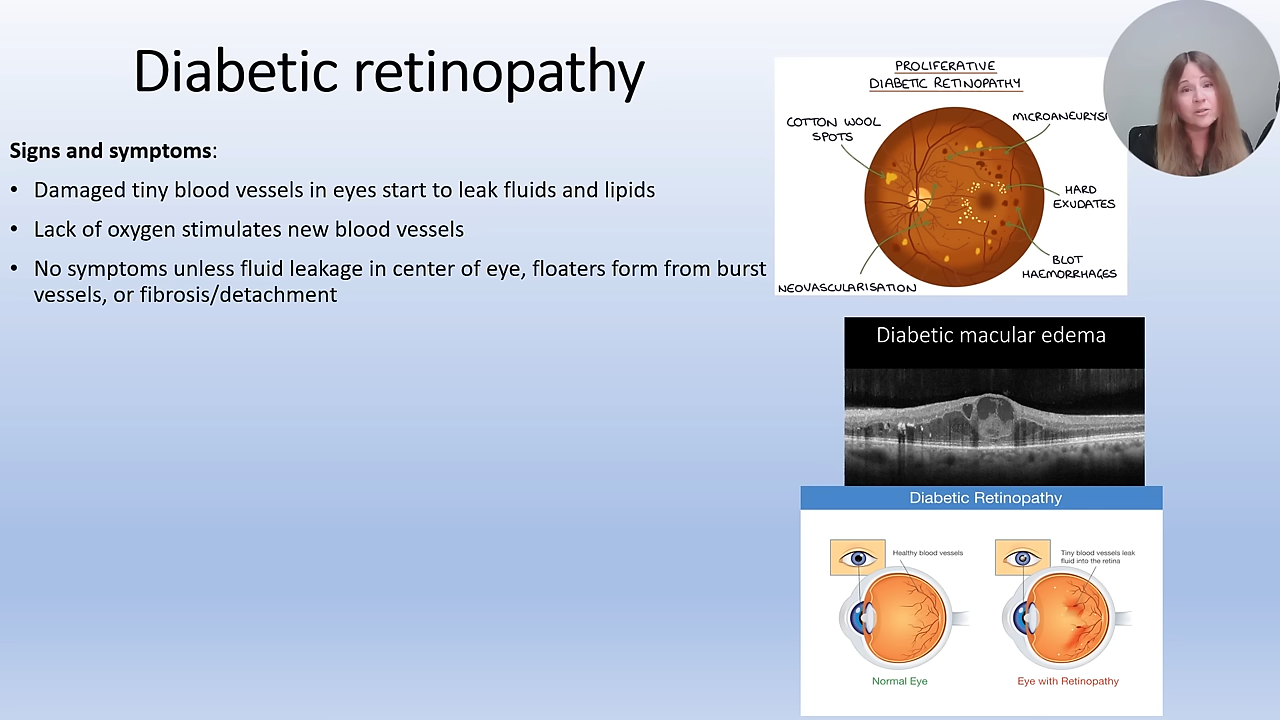 Diabetic retinopathy
Signs and symptoms:
• Damaged tiny blood vessels in eyes start to leak fluids and lipids
• Lack of oxygen stimulates new blood vessels
• No symptoms unless fluid leakage in center of eye, floaters form from burst
vessels, or fibrosis/detachment
PROLIFERATIVE
DIABETIC RETINOPATHY
COTTON WOOL
SPOTS
MICROANEURYS
HARD
EXUDATES
BLOT
HAEMORRHAGES
NEOVASCULARISATION
Diabetic macular edema
Diabetic Retinopathy
Healthy blood vessels
Tiny blood vessels leak
fluid into the retina
Normal Eye
Eye with Retinopathy